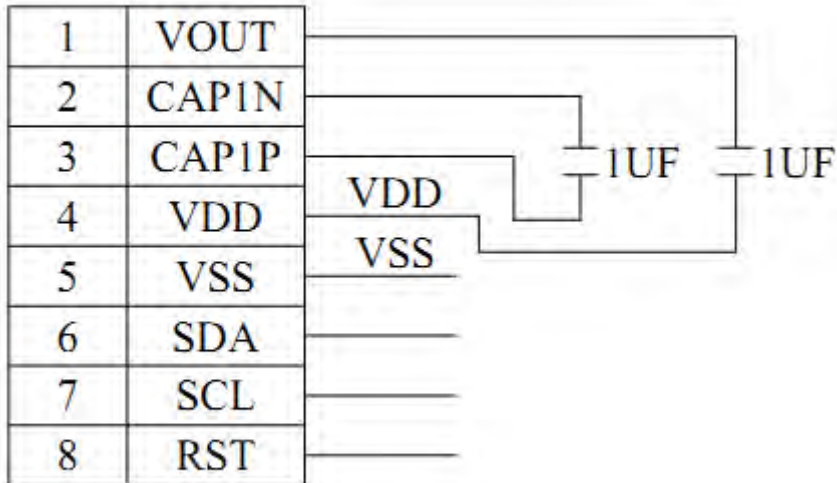 1 VOUT
2 CAP1N
3 CAP1P 1UF 1UF
4 VDD VDD
5 VSS VSS
6 SDA
7 SCL
8 RST